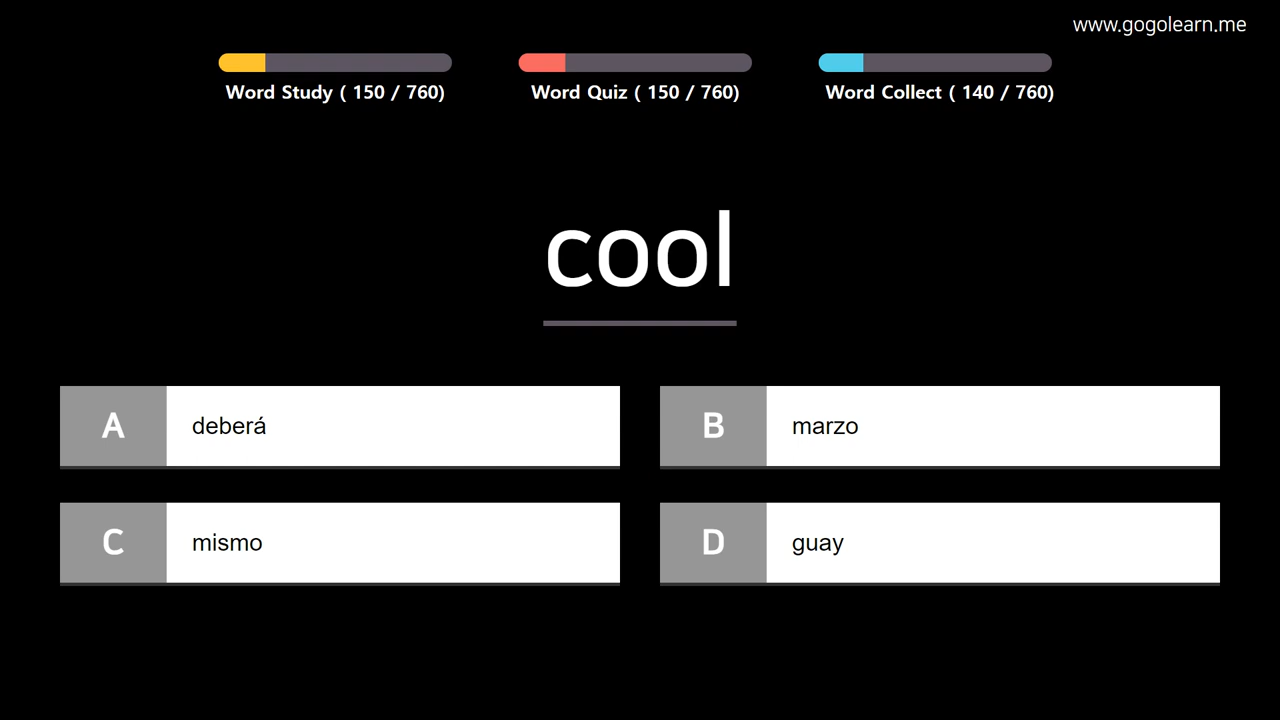 www.gogolearn.me
Word Study ( 150 / 760)
Word Quiz ( 150 / 760)
Word Collect ( 140 / 760)
cool
A deberá
B marzo
C mismo
D guay